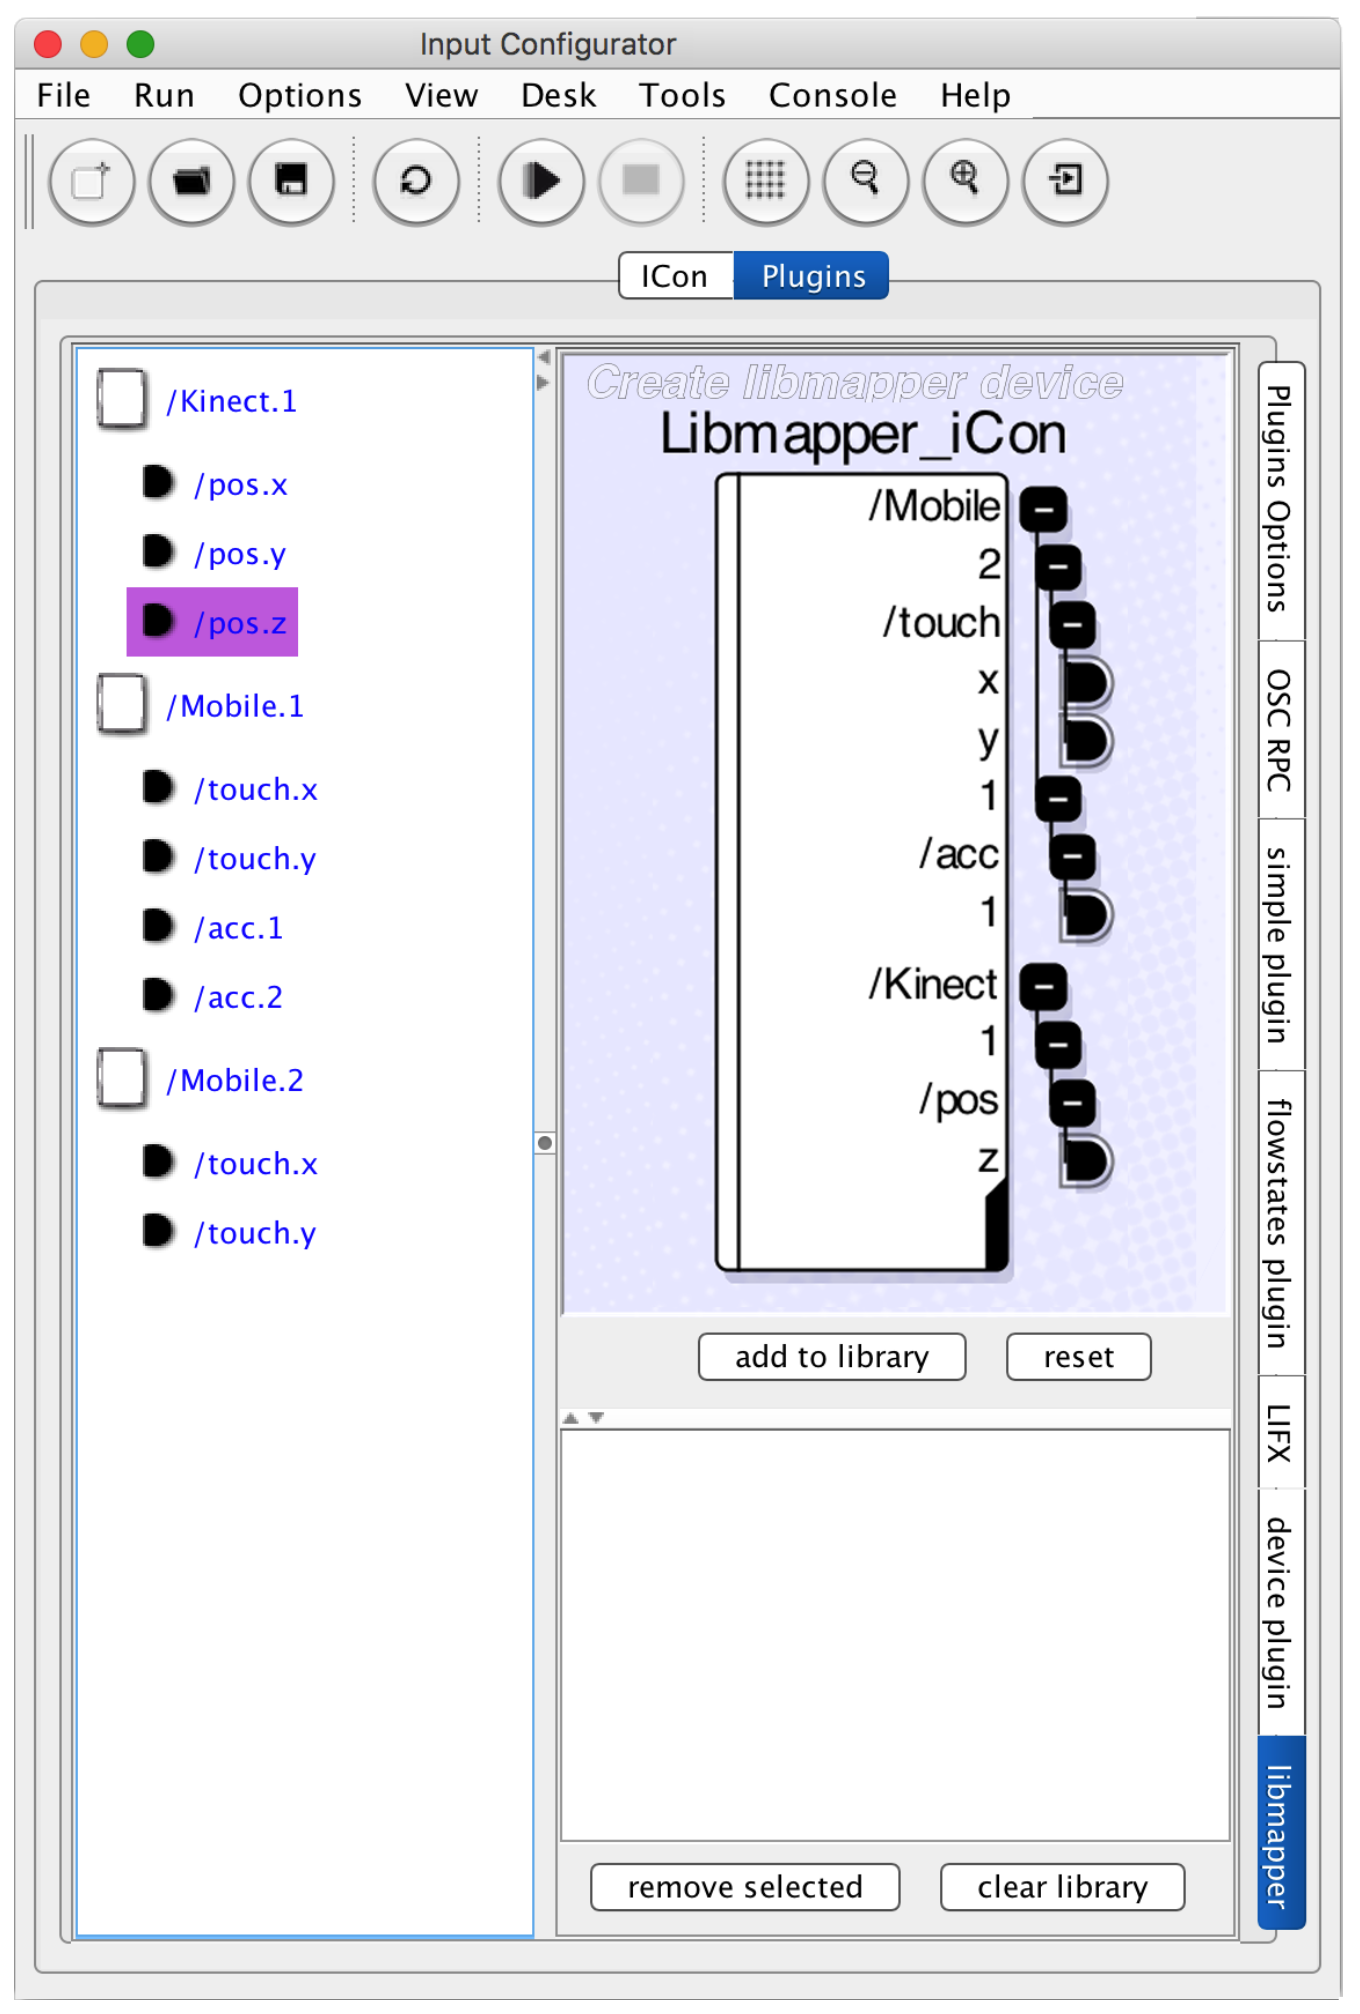 Input Configurator
File Run Options View Desk Tools Console Help
ICon Plugins
/Kinect.1
/pos.x
/pos.y
/pos.z
/Mobile.1
/touch.x
/touch.y
/acc.1
/acc.2
/Mobile.2
/touch.x
/touch.y
Create libmapper device
Libmapper_iCon
/Mobile
2
/touch
x
y
1
/acc
1
/Kinect
1
/pos
z
add to library reset
remove selected clear library
Plugins Options
OSC RPC
simple plugin
flowstates plugin
LIFX
device plugin
libmapper